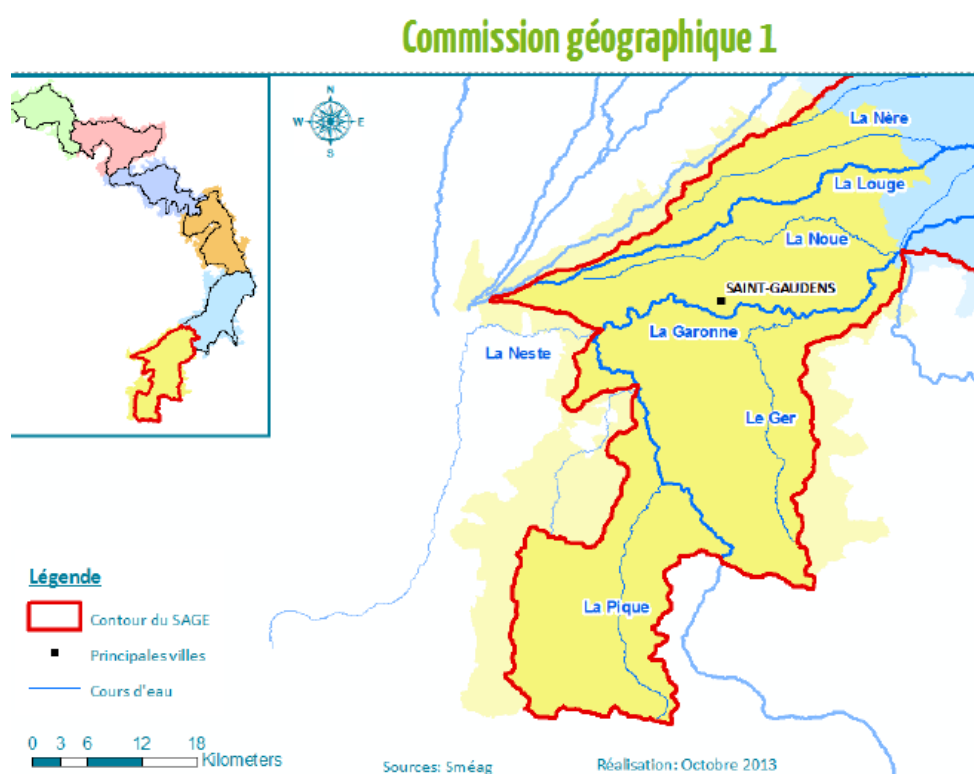 Commission géographique 1
N
W E
S
La Nère
La Louge
La Noue
SAINT-GAUDENS
La Garonne
La Neste
Le Ger
La Pique
Légende
Contour du SAGE
Principales villes
Cours d'eau
0 3 6 12 18
Kilometers
Sources: Sméag
Réalisation: Octobre 2013